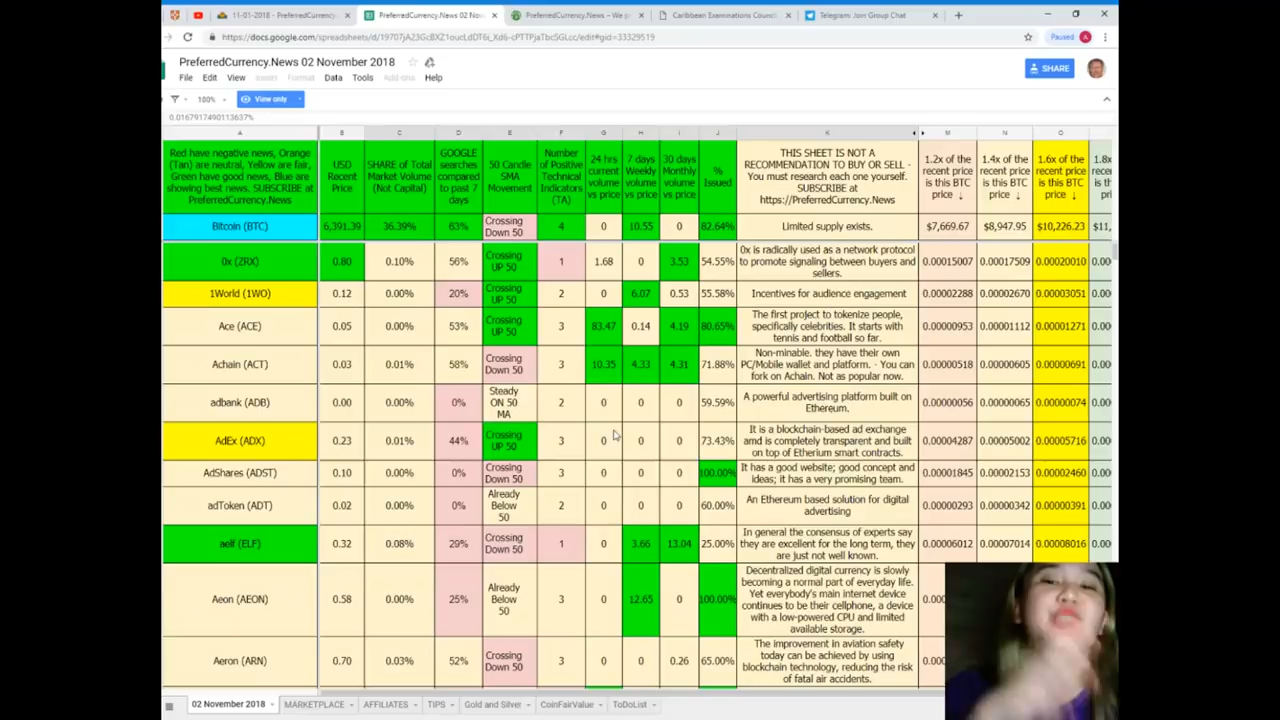 11-01-2018 - PreferredCurrency
PreferredCurrency.News 02 Nov
PreferredCurrency.News – We pr
Caribbean Examinations Counci
Telegram: Join Group Chat
Paused
PreferredCurrency.News 02 November 2018
File Edit View Format Data Tools Add-ons Help
SHARE
100%
View only
0.0167917490113637%
A B C D E F G H I J K M N O
Red have negative news, Orange
(Tan) are neutral, Yellow are fair,
Green have good news, Blue are
showing best news. SUBSCRIBE at
PreferredCurrency.News
USD
Recent
Price
SHARE of Total
Market Volume
(Not Capital)
GOOGLE
searches
compared
to past 7
days
50 Candle
SMA
Movement
Number
of Positive
Technical
Indicators
(TA)
24 hrs
current
volume
vs price
7 days
Weekly
volume
vs price
30 days
Monthly
volume
vs price
%
Issued
THIS SHEET IS NOT A
RECOMMENDATION TO BUY OR SELL -
You must research each one yourself.
SUBSCRIBE at
https://PreferredCurrency.News
1.2x of the
recent price
is this BTC
price ↓
1.4x of the
recent price
is this BTC
price ↓
1.6x of the
recent price
is this BTC
price ↓
1.8x
Bitcoin (BTC) 6,391.39 36.39% 63% Crossing Down 50 4 0 10.55 0 82.64% Limited supply exists. $7,669.67 $8,947.95 $10,226.23 $11,
0x (ZRX) 0.80 0.10% 56% Crossing UP 50 1 1.68 0 3.53 54.55%
0x is radically used as a network protocol
to promote signaling between buyers and
sellers.
0.00015007 0.00017509 0.00020010
1World (1WO) 0.12 0.00% 20% Crossing UP 50 2 0 6.07 0.53 55.58% Incentives for audience engagement 0.00002288 0.00002670 0.00003051
Ace (ACE) 0.05 0.00% 53% Crossing UP 50 3 83.47 0.14 4.19 80.65%
The first project to tokenize people,
specifically celebrities. It starts with
tennis and football so far.
0.00000953 0.00001112 0.00001271
Achain (ACT) 0.03 0.01% 58% Crossing Down 50 3 10.35 4.33 4.31 71.88%
Non-minable. they have their own
PC/Mobile wallet and platform. - You can
fork on Achain. Not as popular now.
0.00000518 0.00000605 0.00000691
adbank (ADB) 0.00 0.00% 0% Steady ON 50 MA 2 0 0 0 59.59%
A powerful advertising platform built on
Ethereum.
0.00000056 0.00000065 0.00000074
AdEx (ADX) 0.23 0.01% 44% Crossing UP 50 3 0 0 0 73.43%
It is a blockchain-based ad exchange
amd is completely transparent and built
on top of Etherium smart contracts.
0.00004287 0.00005002 0.00005716
AdShares (ADST) 0.10 0.00% 0% Crossing Down 50 3 0 0 0 100.00%
It has a good website; good concept and
ideas; it has a very promising team.
0.00001845 0.00002153 0.00002460
adToken (ADT) 0.02 0.00% 0% Already Below 50 2 0 0 0 60.00%
An Ethereum based solution for digital
advertising
0.00000293 0.00000342 0.00000391
aelf (ELF) 0.32 0.08% 29% Crossing Down 50 1 0 3.66 13.04 25.00%
In general the consensus of experts say
they are excellent for the long term, they
are just not well known.
0.00006012 0.00007014 0.00008016
Aeon (AEON) 0.58 0.00% 25% Already Below 50 3 0 12.65 0 100.00%
Decentralized digital currency is slowly
becoming a normal part of everyday life.
Yet everybody's main internet device
continues to be their cellphone, a device
with a low-powered CPU and limited
available storage.
Aeron (ARN) 0.70 0.03% 52% Crossing Down 50 3 0 0 0.26 65.00%
The improvement in aviation safety
today can be achieved by using
blockchain technology, reducing the risk
of fatal air accidents.
02 November 2018 MARKETPLACE AFFILIATES TIPS Gold and Silver CoinFairValue ToDoList